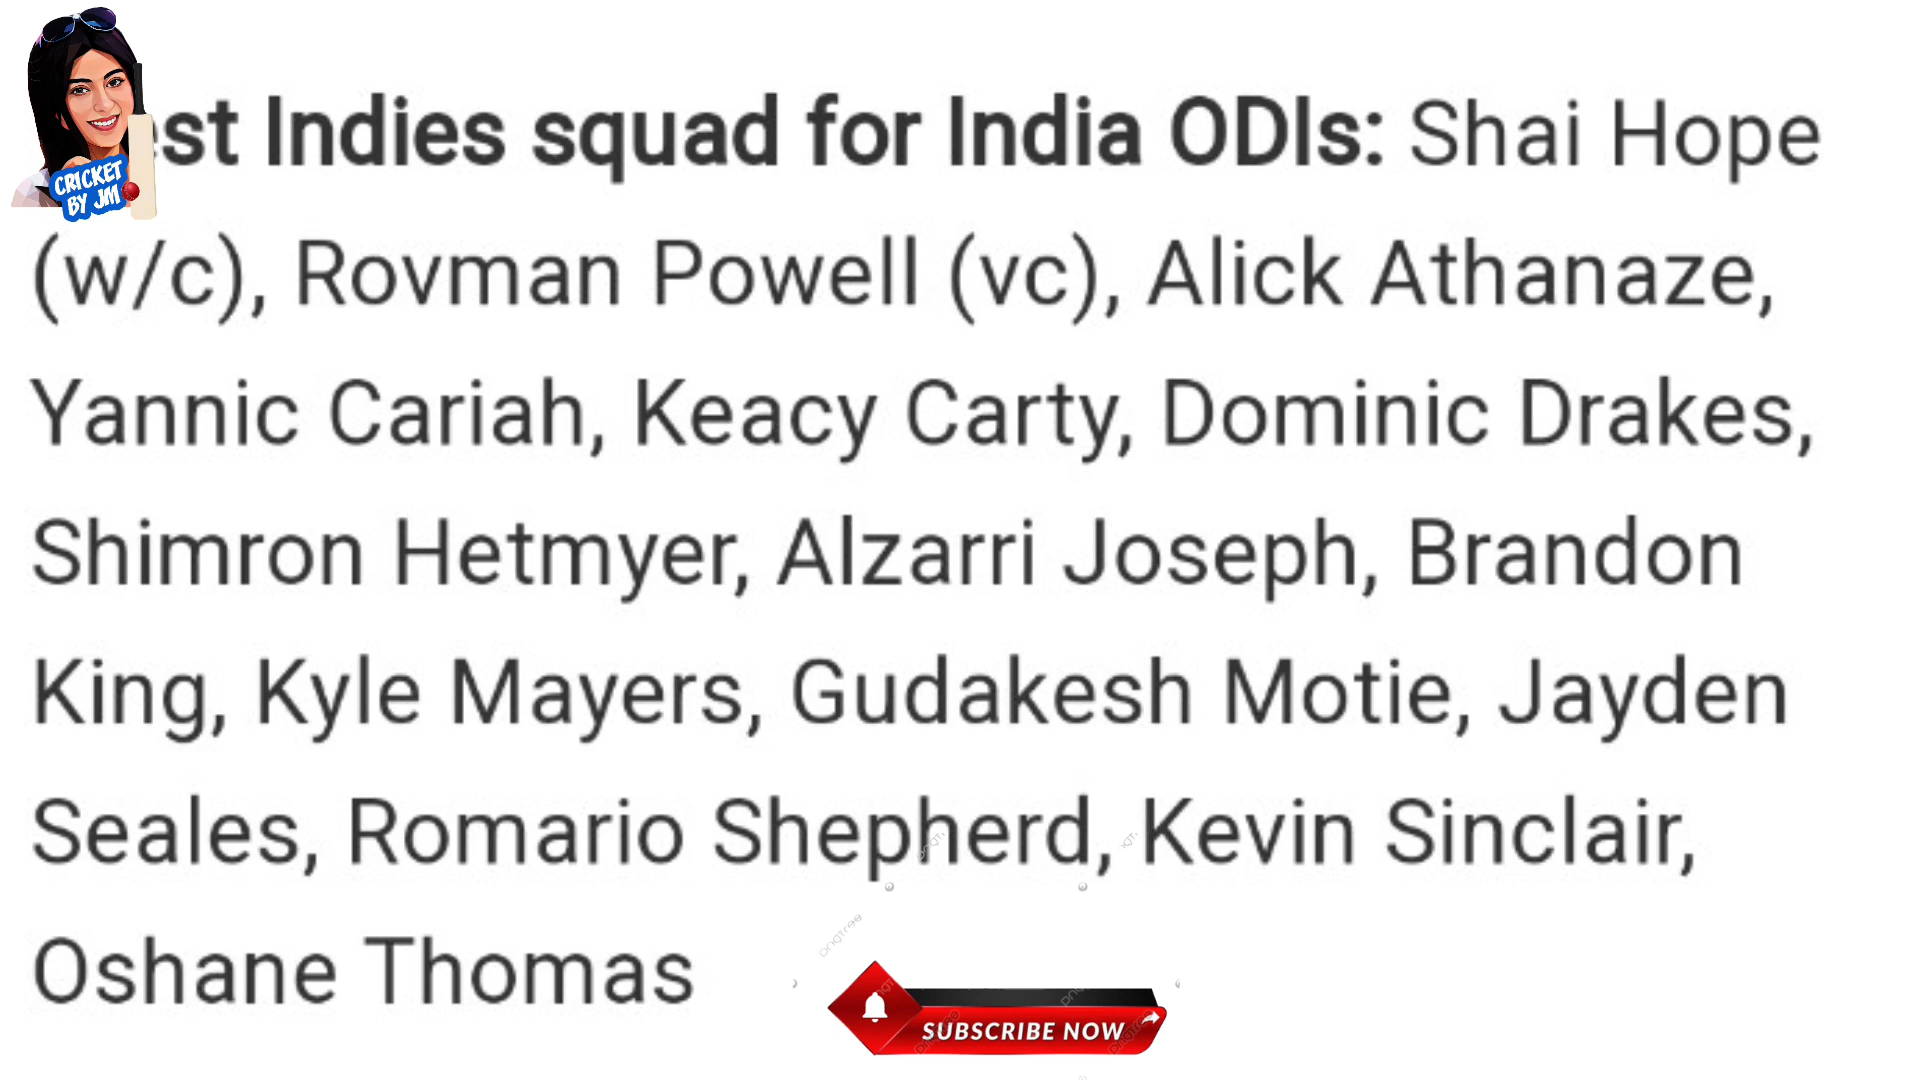 st Indies squad for India ODIs: Shai Hope
(w/c), Rovman Powell (vc), Alick Athanaze,
Yannic Cariah, Keacy Carty, Dominic Drakes,
Shimron Hetmyer, Alzarri Joseph, Brandon
King, Kyle Mayers, Gudakesh Motie, Jayden
Seales, Romario Shepherd, Kevin Sinclair,
Oshane Thomas
CRICKET
BY JM
pngtree
SUBSCRIBE NOW